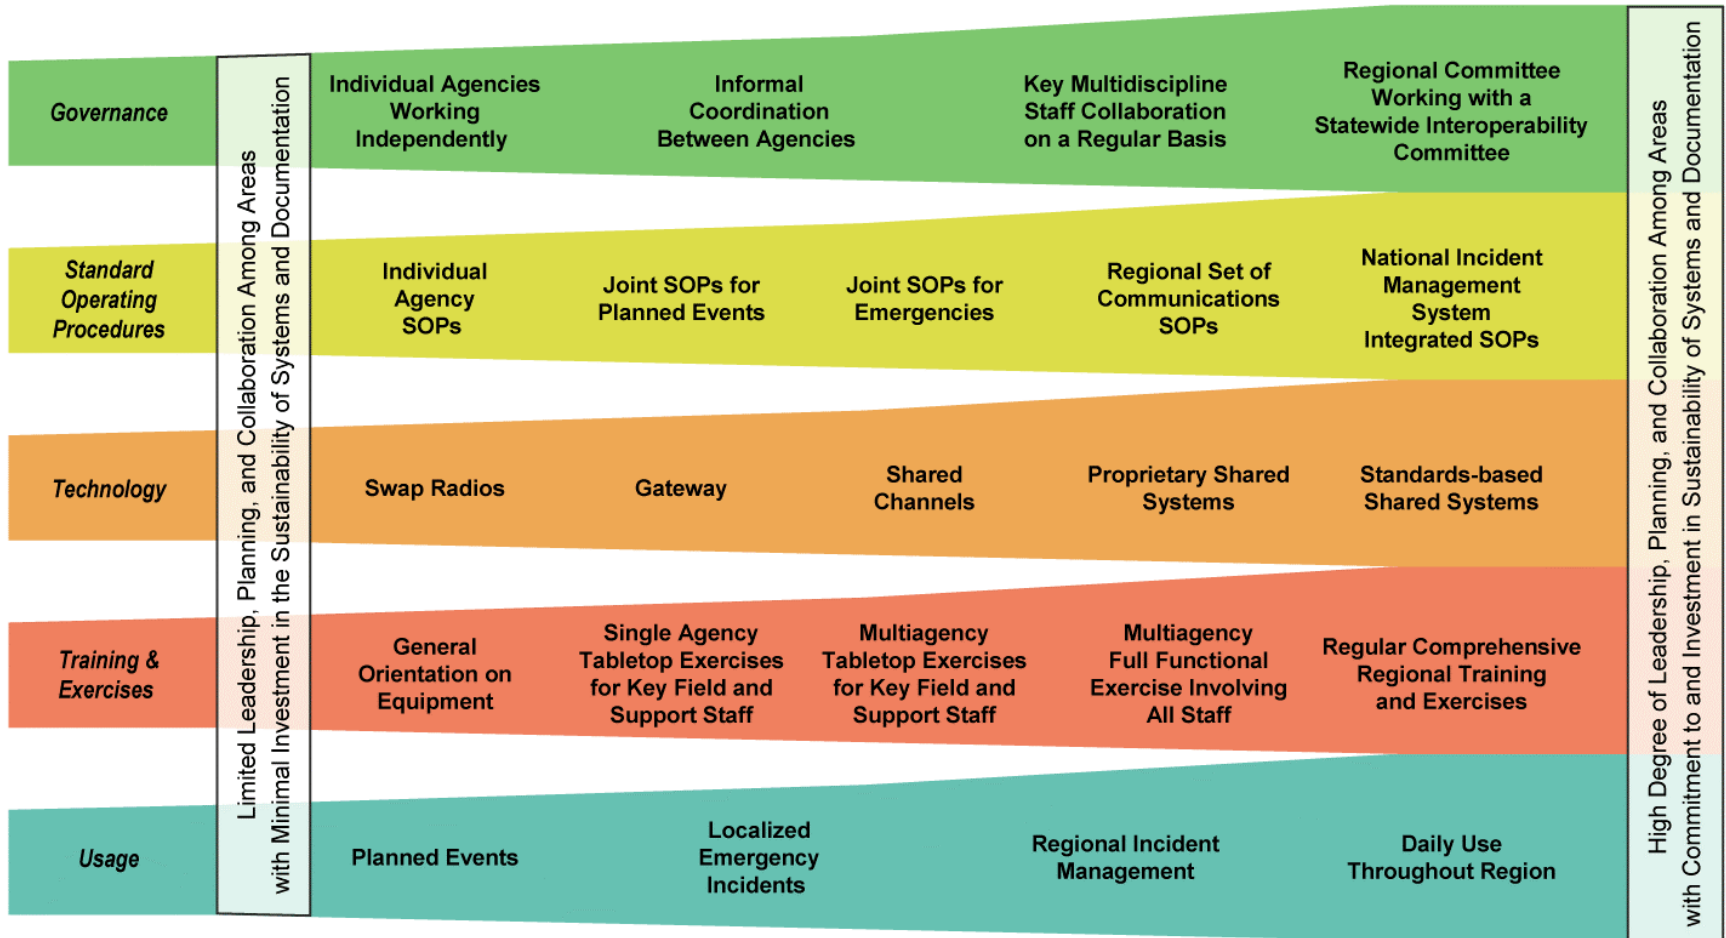 Governance
Individual Agencies
Working
Independently
Informal
Coordination
Between Agencies
Key Multidiscipline
Staff Collaboration
on a Regular Basis
Regional Committee
Working with a
Statewide Interoperability
Committee
Standard
Operating
Procedures
Individual
Agency
SOPs
Joint SOPs for
Planned Events
Joint SOPs for
Emergencies
Regional Set of
Communications
SOPs
National Incident
Management
System
Integrated SOPs
Technology
Swap Radios
Gateway
Shared
Channels
Proprietary Shared
Systems
Standards-based
Shared Systems
Training &
Exercises
General
Orientation on
Equipment
Single Agency
Tabletop Exercises
for Key Field and
Support Staff
Multiagency
Tabletop Exercises
for Key Field and
Support Staff
Multiagency
Full Functional
Exercise Involving
All Staff
Regular Comprehensive
Regional Training
and Exercises
Usage
Planned Events
Localized
Emergency
Incidents
Regional Incident
Management
Daily Use
Throughout Region
Limited Leadership, Planning, and Collaboration Among Areas
with Minimal Investment in the Sustainability of Systems and Documentation
High Degree of Leadership, Planning, and Collaboration Among Areas
with Commitment to and Investment in Sustainability of Systems and Documentation